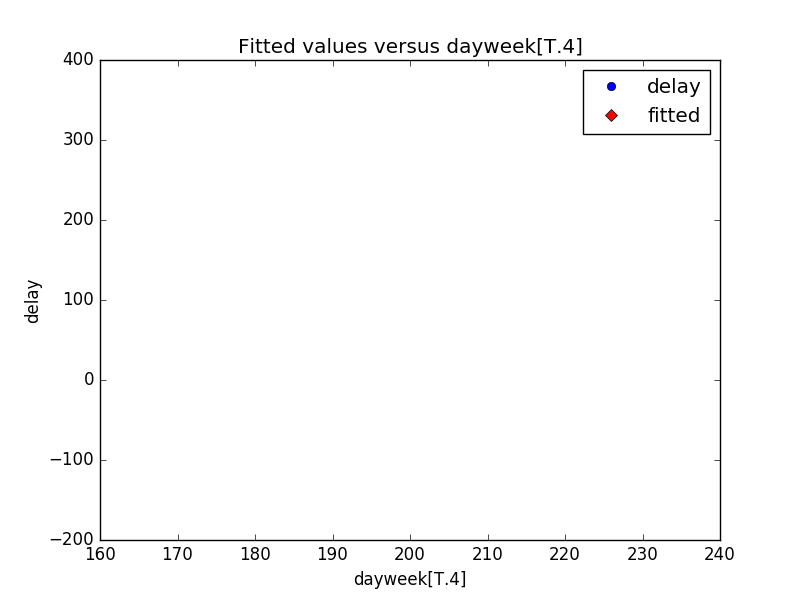 Fitted values versus dayweek[T.4]
400
300
200
100
0
−100
−200
delay
delay
fitted
160 170 180 190 200 210 220 230 240
dayweek[T.4]